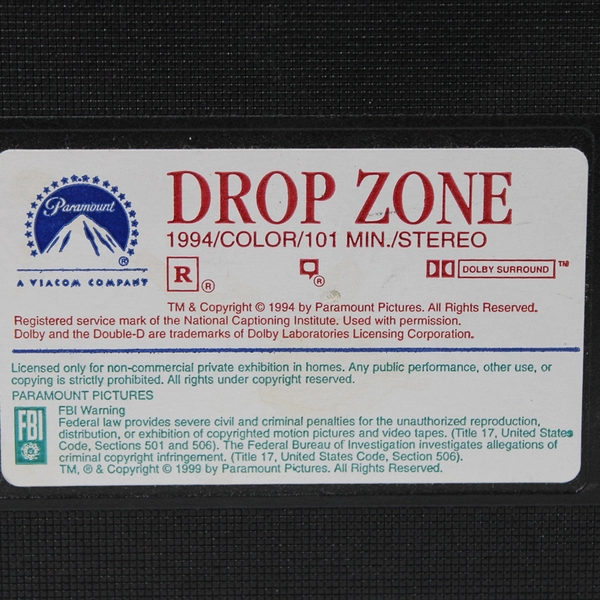 Paramount
A VIACOM COMPANY
DROP ZONE
1994/COLOR/101 MIN./STEREO
R ® ® DOLBY SURROUND ™
TM & Copyright © 1994 by Paramount Pictures. All Rights Reserved.
Registered service mark of the National Captioning Institute. Used with permission.
Dolby and the Double-D are trademarks of Dolby Laboratories Licensing Corporation.
Licensed only for non-commercial private exhibition in homes. Any public performance, other use, or
copying is strictly prohibited. All rights under copyright reserved.
PARAMOUNT PICTURES
FBI
FBI Warning
Federal law provides severe civil and criminal penalties for the unauthorized reproduction,
distribution, or exhibition of copyrighted motion pictures and video tapes. (Title 17, United States
Code, Sections 501 and 506). The Federal Bureau of Investigation investigates allegations of
criminal copyright infringement. (Title 17, United States Code, Section 506).
TM, ® & Copyright © 1999 by Paramount Pictures. All Rights Reserved.